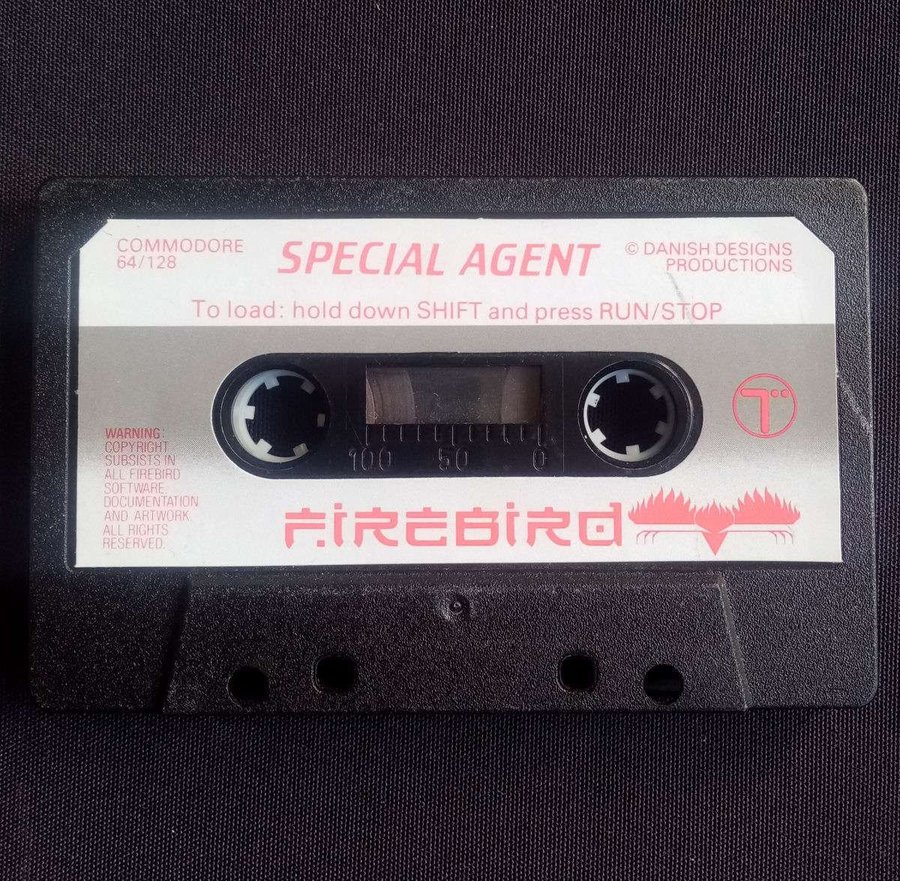 COMMODORE
64/128
SPECIAL AGENT
© DANISH DESIGNS
PRODUCTIONS
To load: hold down SHIFT and press RUN/STOP
100 50 0
T
WARNING:
COPYRIGHT
SUBSISTS IN
ALL FIREBIRD
SOFTWARE,
DOCUMENTATION
AND ARTWORK.
ALL RIGHTS
RESERVED.
FIREBIRD